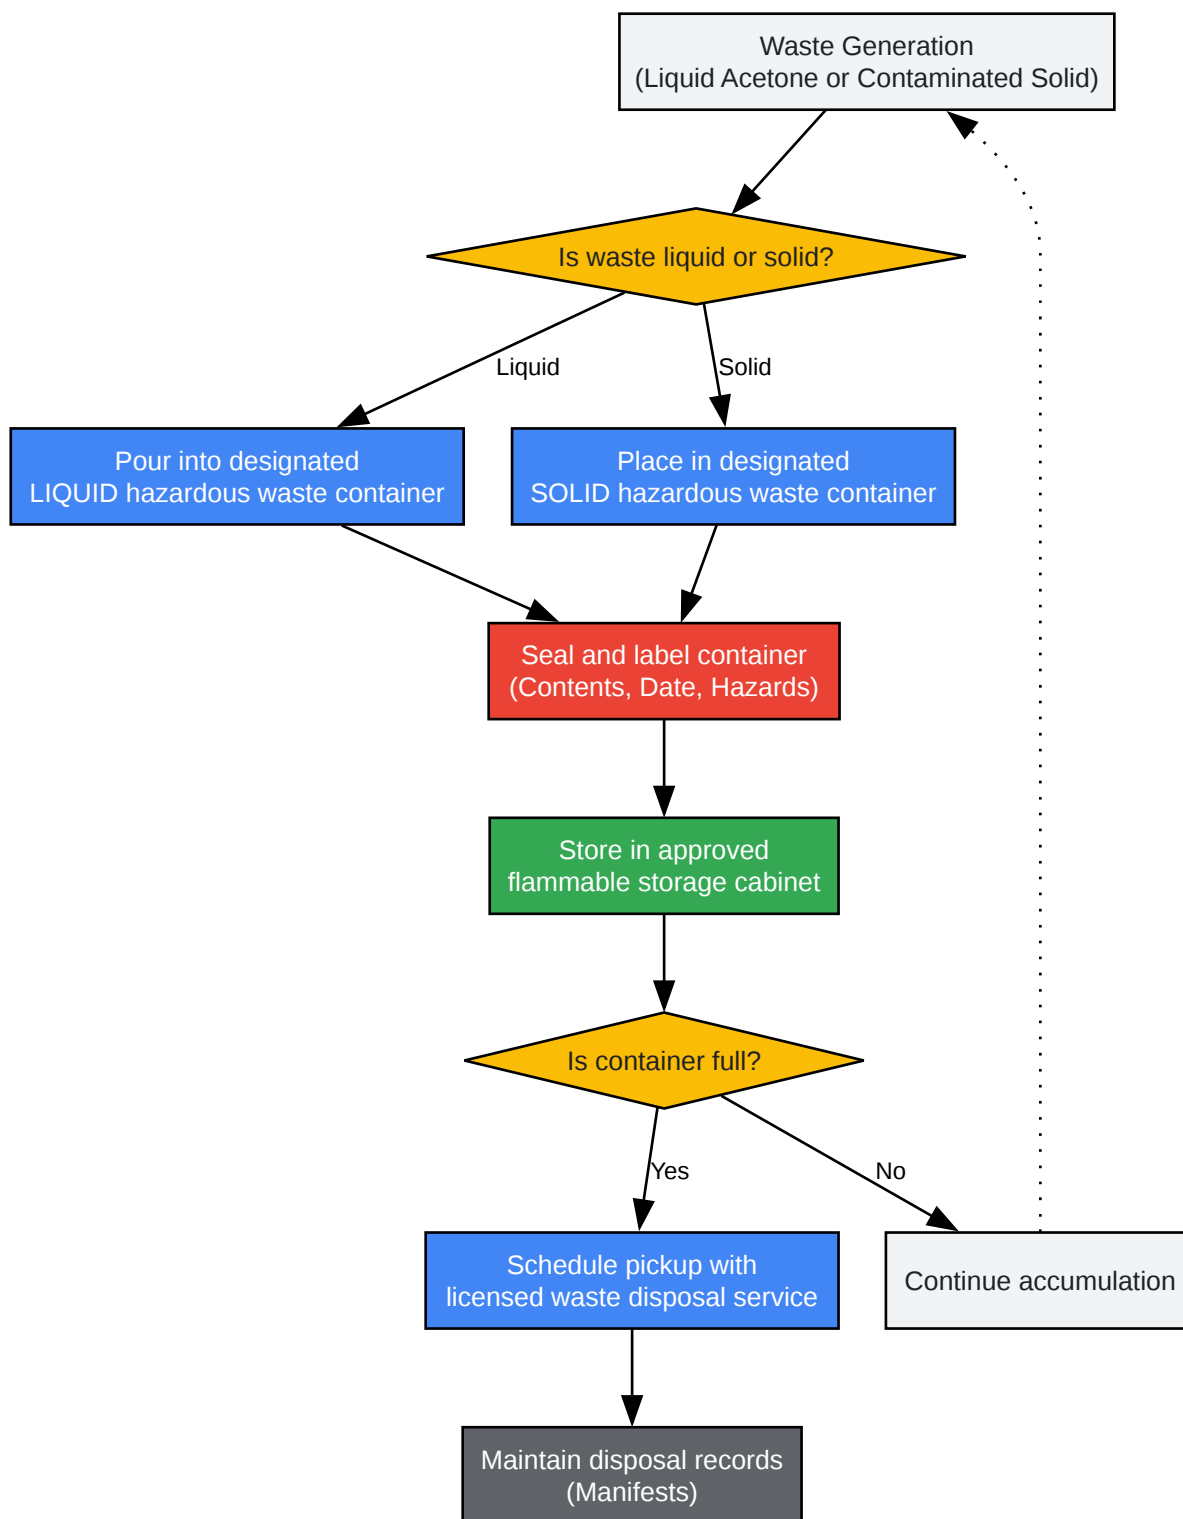 Waste Generation
(Liquid Acetone or Contaminated Solid)
Is waste liquid or solid?
Liquid
Solid
Pour into designated
LIQUID hazardous waste container
Place in designated
SOLID hazardous waste container
Seal and label container
(Contents, Date, Hazards)
Store in approved
flammable storage cabinet
Is container full?
Yes
No
Schedule pickup with
licensed waste disposal service
Continue accumulation
Maintain disposal records
(Manifests)